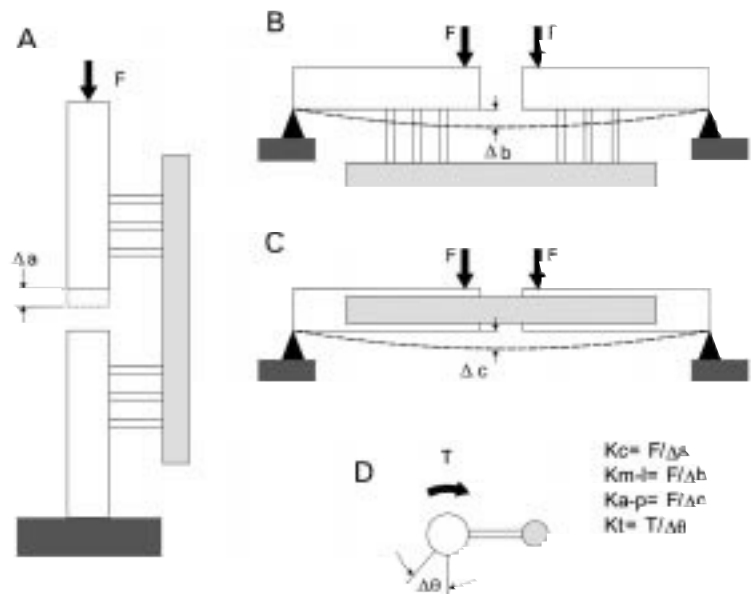 A
F
Δa
B
F
Δb
C
F
F
Δc
D
T
Δθ
Kc= F/Δa
Km-l= F/Δb
Ka-p= F/Δc
Kt= T/Δθ